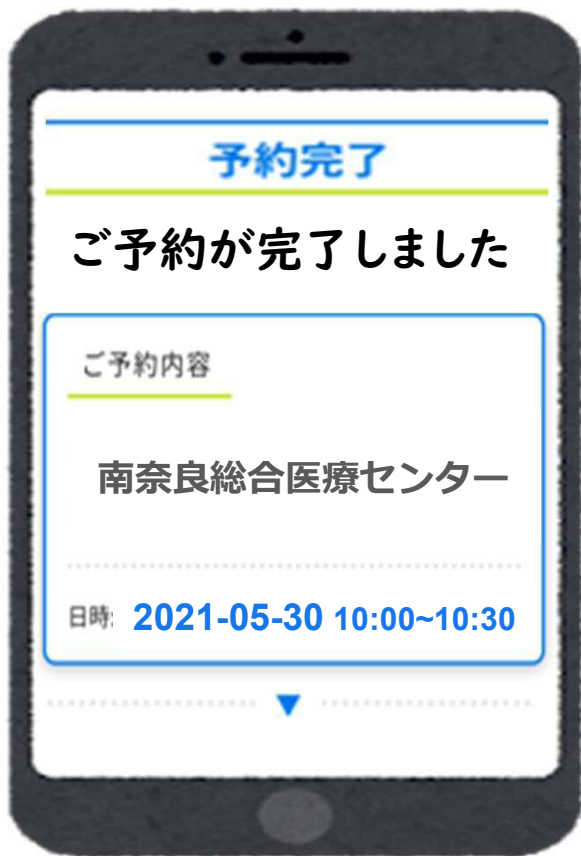 予約完了
ご予約が完了しました
ご予約内容
南奈良総合医療センター
日時: 2021-05-30 10:00~10:30